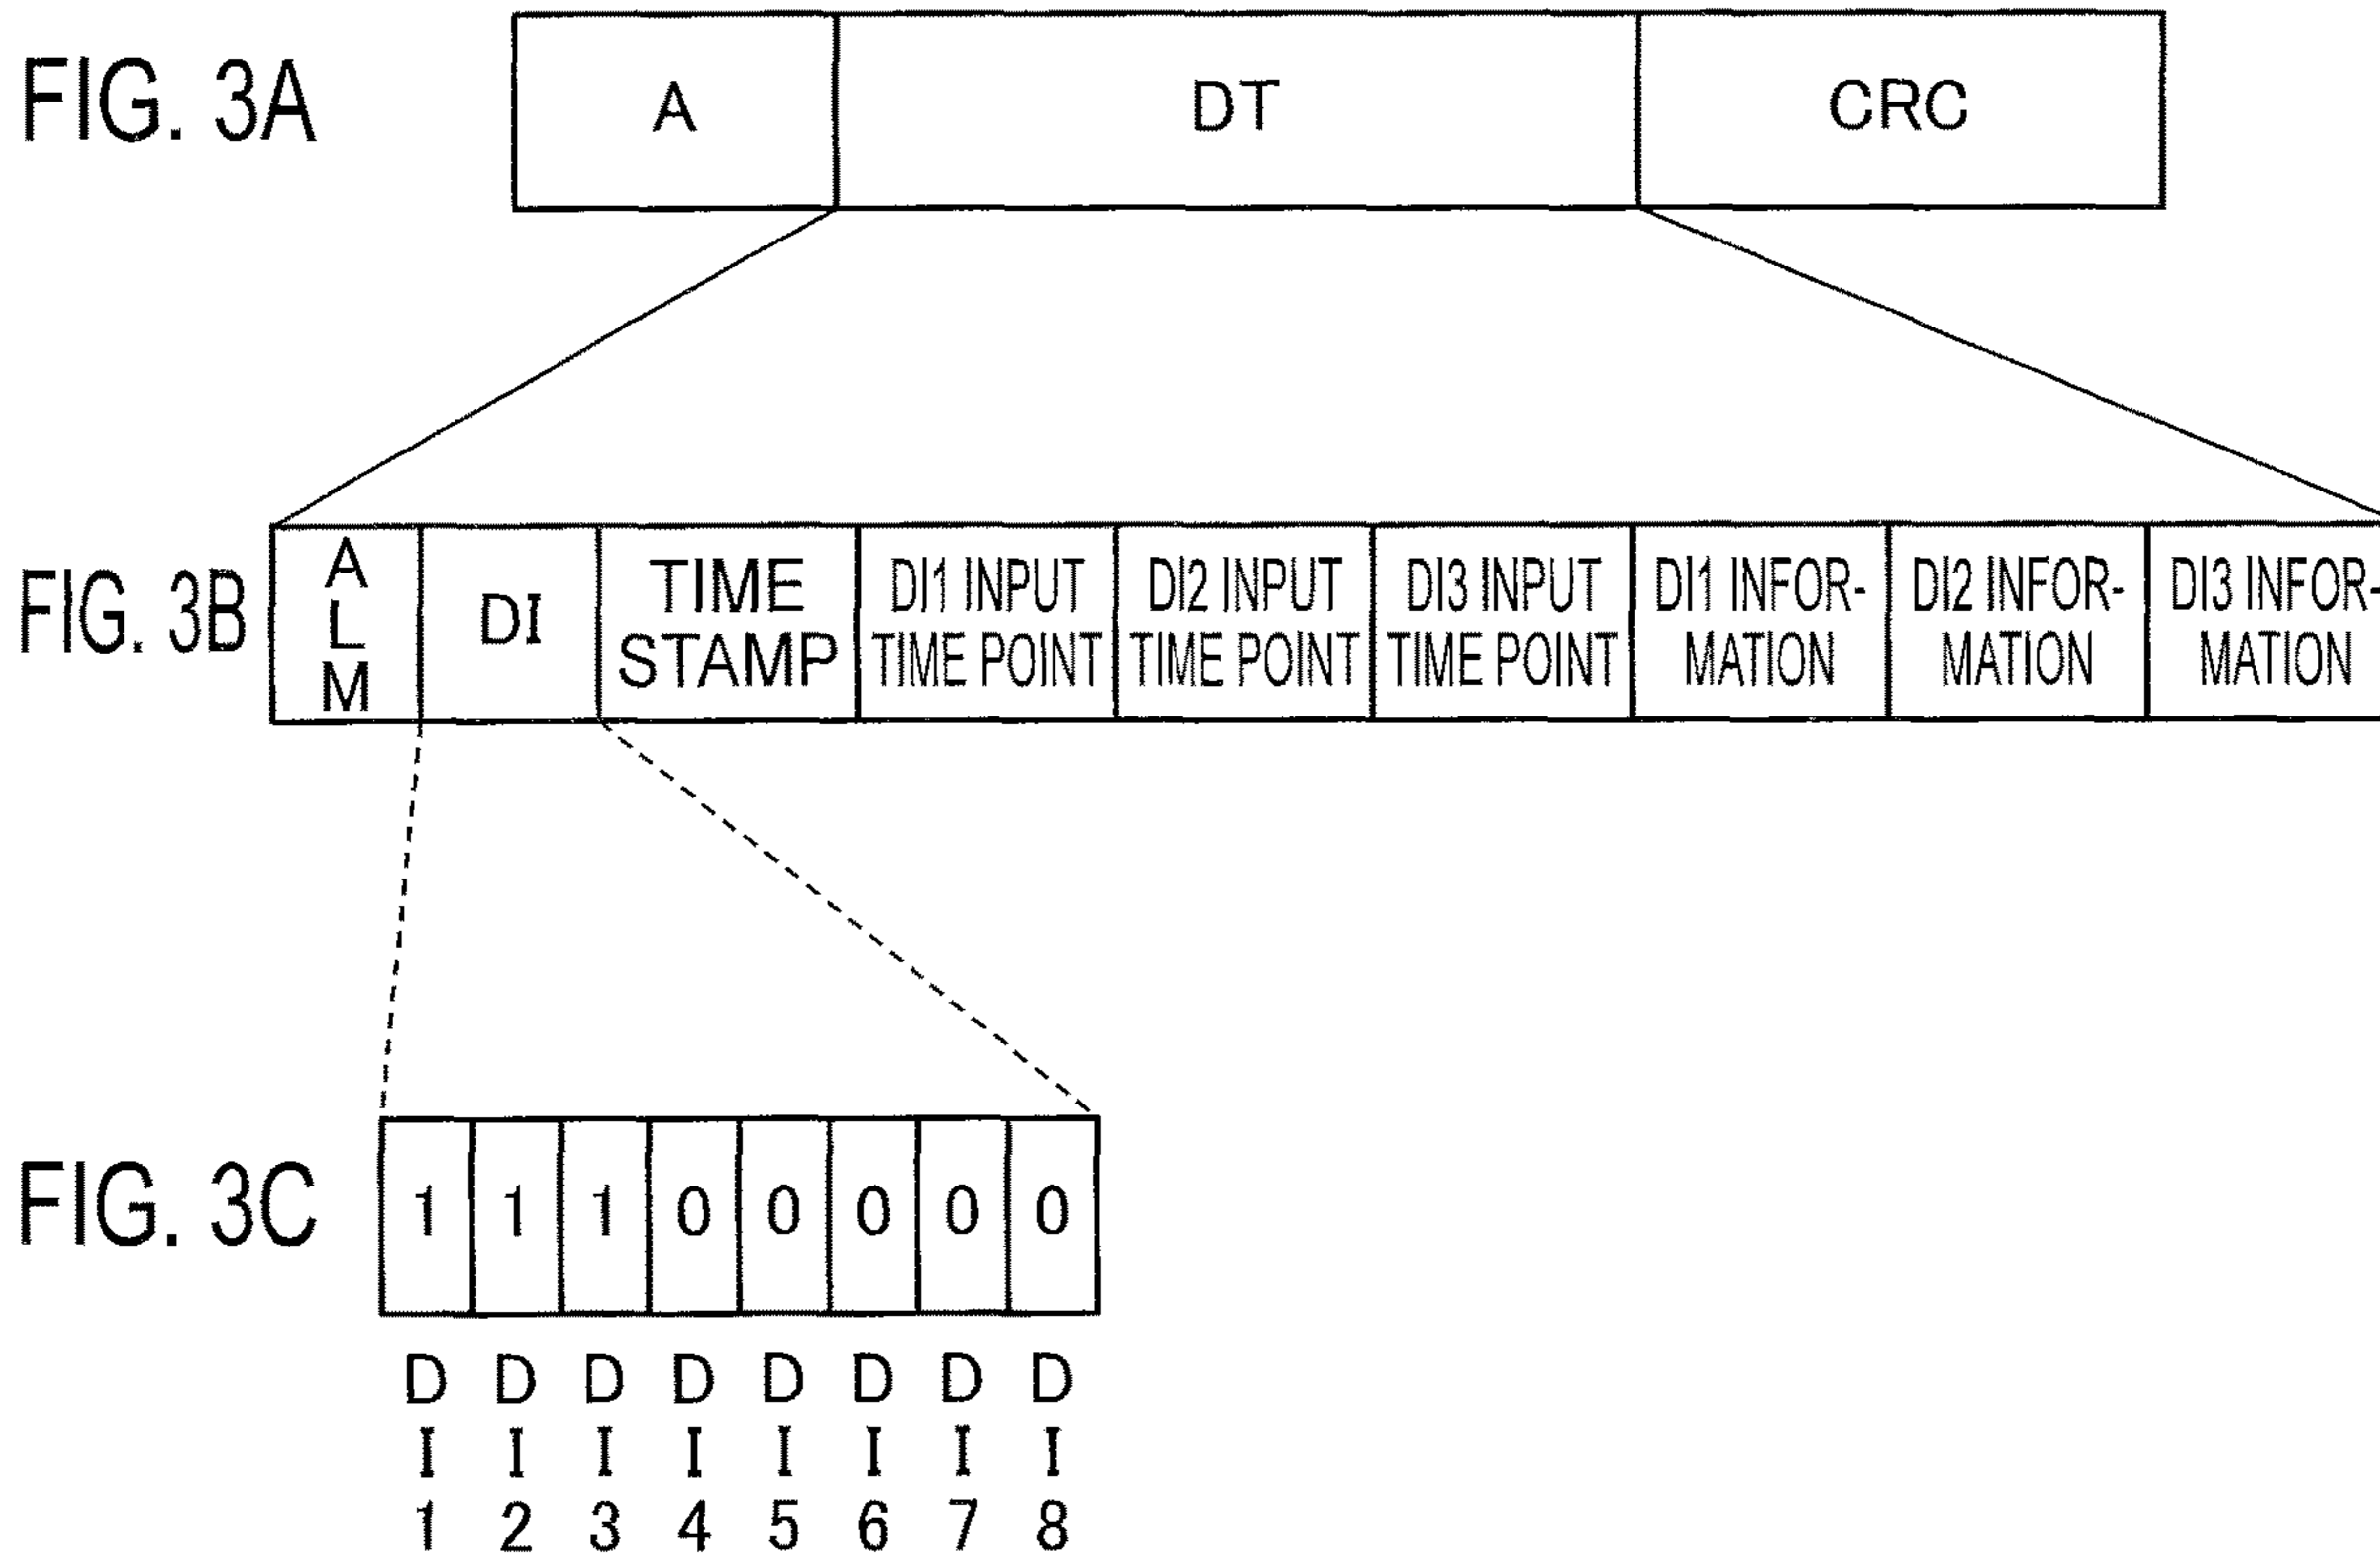 FIG. 3A
A DT CRC
FIG. 3B
A
L
M
DI
TIME
STAMP
DI1 INPUT
TIME POINT
DI2 INPUT
TIME POINT
DI3 INPUT
TIME POINT
DI1 INFOR-
MATION
DI2 INFOR-
MATION
DI3 INFOR-
MATION
FIG. 3C
1 1 1 0 0 0 0 0
D D D D D D D D
I I I I I I I I
1 2 3 4 5 6 7 8